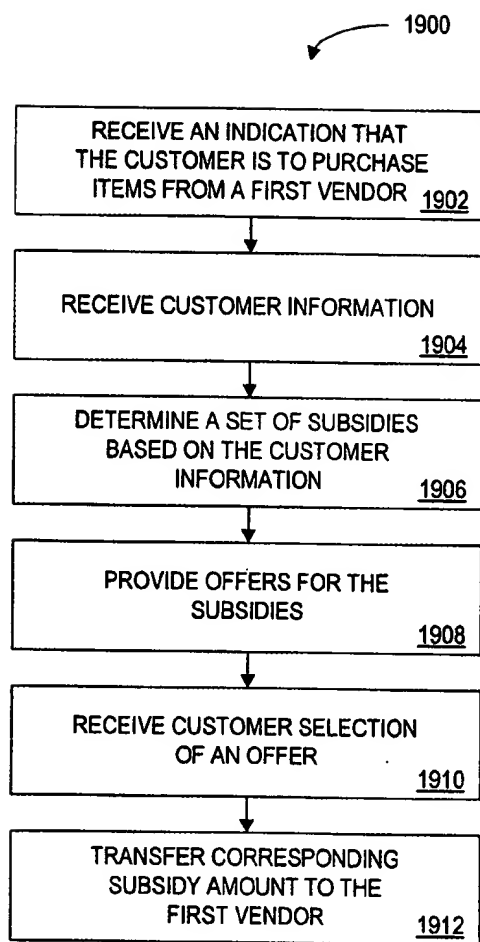 1900
RECEIVE AN INDICATION THAT
THE CUSTOMER IS TO PURCHASE
ITEMS FROM A FIRST VENDOR
1902
RECEIVE CUSTOMER INFORMATION
1904
DETERMINE A SET OF SUBSIDIES
BASED ON THE CUSTOMER
INFORMATION
1906
PROVIDE OFFERS FOR THE
SUBSIDIES
1908
RECEIVE CUSTOMER SELECTION
OF AN OFFER
1910
TRANSFER CORRESPONDING
SUBSIDY AMOUNT TO THE
FIRST VENDOR
1912